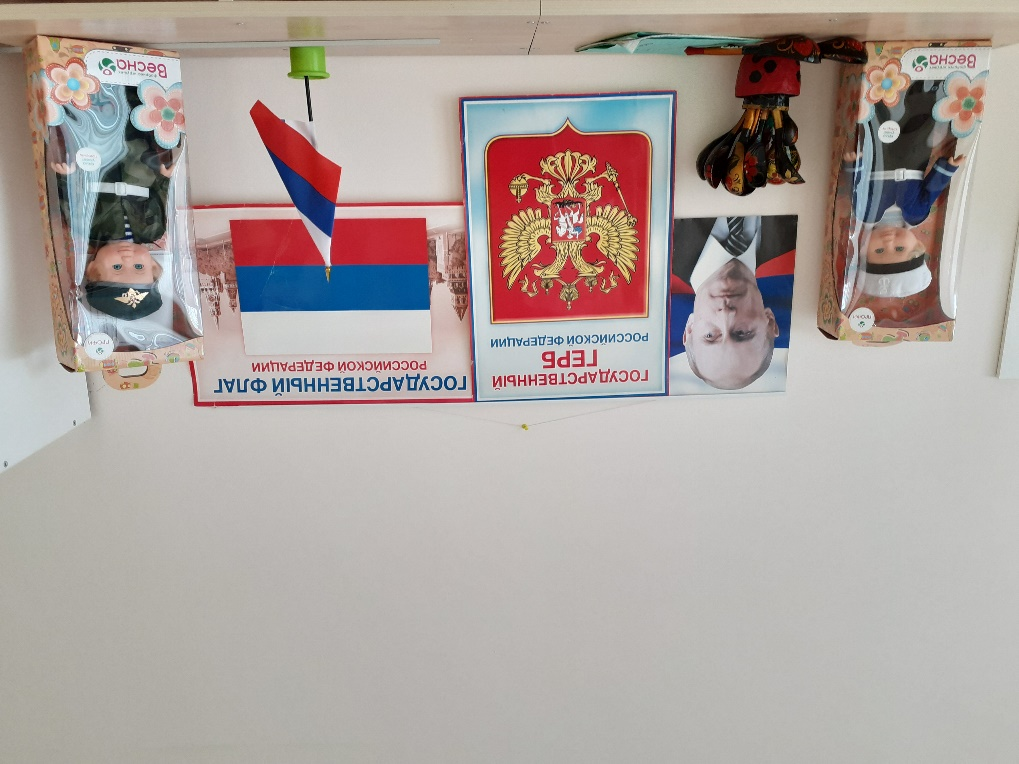 ГОСУДАРСТВЕННЫЙ
ГЕРБ
РОССИЙСКОЙ ФЕДЕРАЦИИ
ГОСУДАРСТВЕННЫЙ ФЛАГ
РОССИЙСКОЙ ФЕДЕРАЦИИ
Весна
Весна